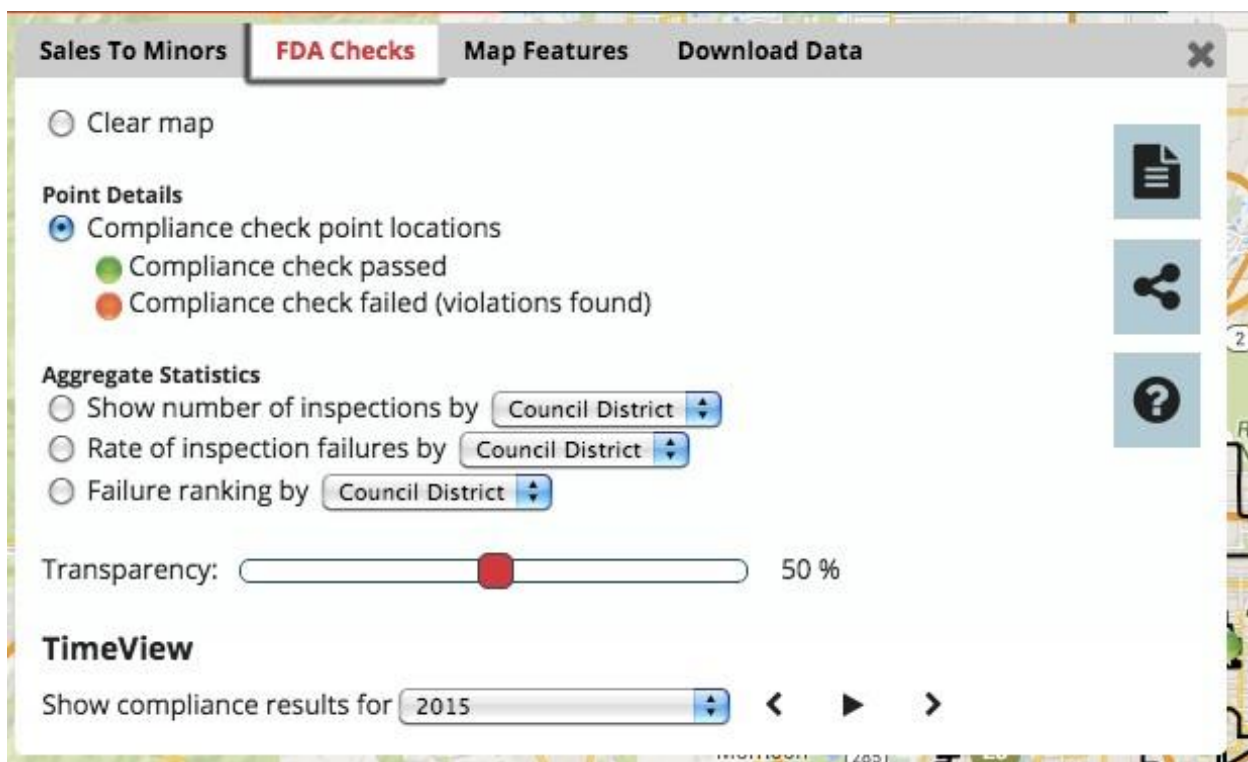 Sales To Minors FDA Checks Map Features Download Data
Clear map
Point Details
Compliance check point locations
Compliance check passed
Compliance check failed (violations found)
2
Aggregate Statistics
Show number of inspections by Council District
Rate of inspection failures by Council District
Failure ranking by Council District
Transparency: 50 %
TimeView
Show compliance results for 2015
285